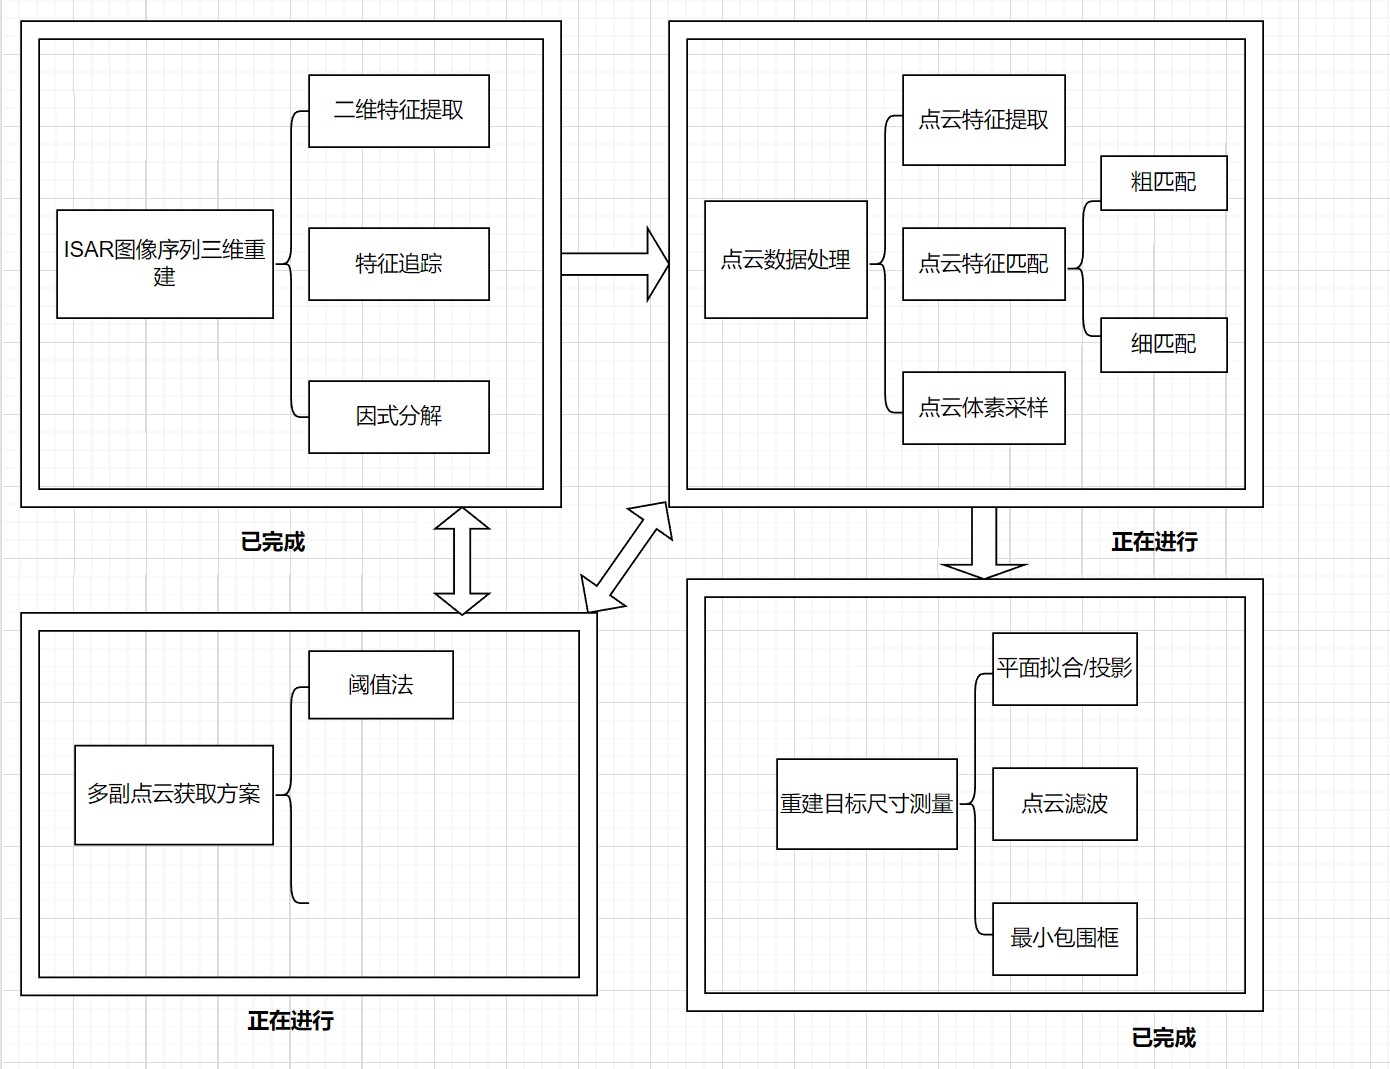 二维特征提取
ISAR图像序列三维重
建
特征追踪
因式分解
已完成
点云特征提取
点云数据处理
点云特征匹配
粗匹配
细匹配
点云体素采样
正在进行
阈值法
多副点云获取方案
正在进行
平面拟合/投影
重建目标尺寸测量
点云滤波
最小包围框
已完成